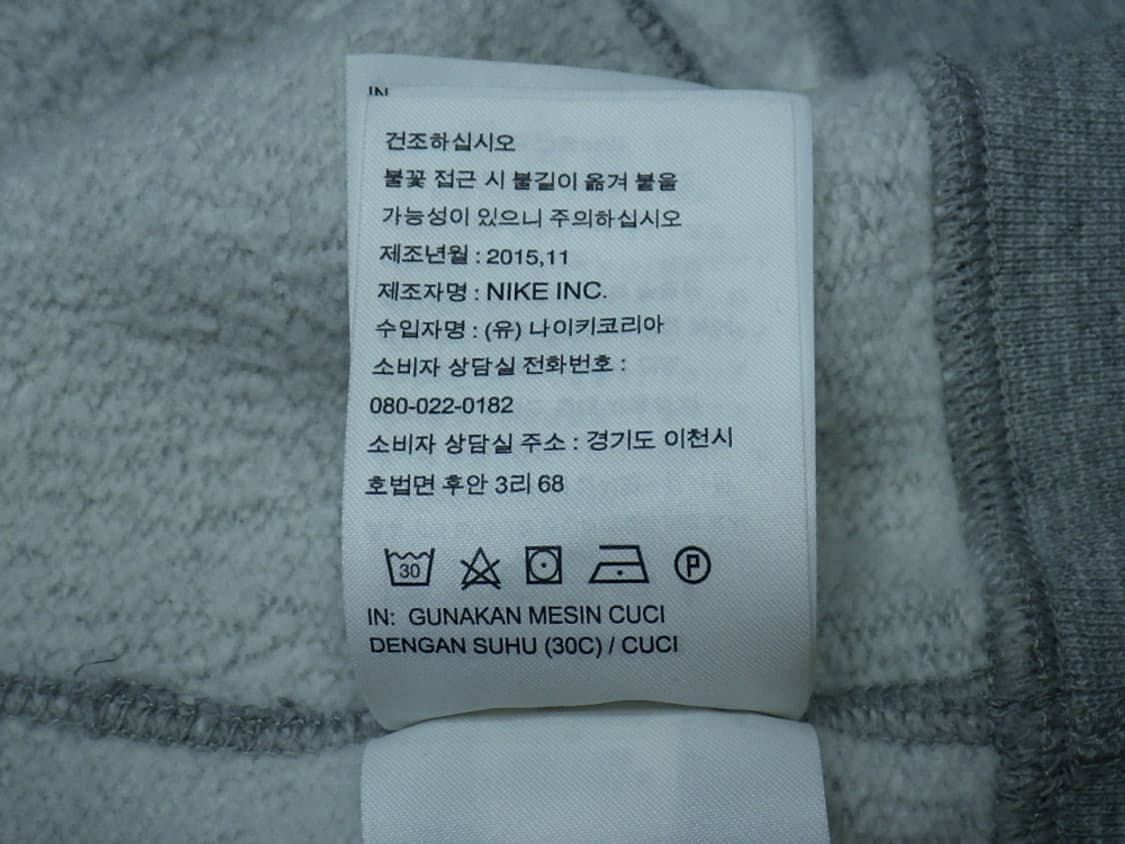 IN
건조하십시오
불꽃 접근 시 불길이 옮겨 붙을
가능성이 있으니 주의하십시오
제조년월 : 2015,11
제조자명 : NIKE INC.
수입자명 : (유) 나이키코리아
소비자 상담실 전화번호 :
080-022-0182
소비자 상담실 주소 : 경기도 이천시
호법면 후안 3리 68
30
P
IN: GUNAKAN MESIN CUCI
DENGAN SUHU (30C) / CUCI